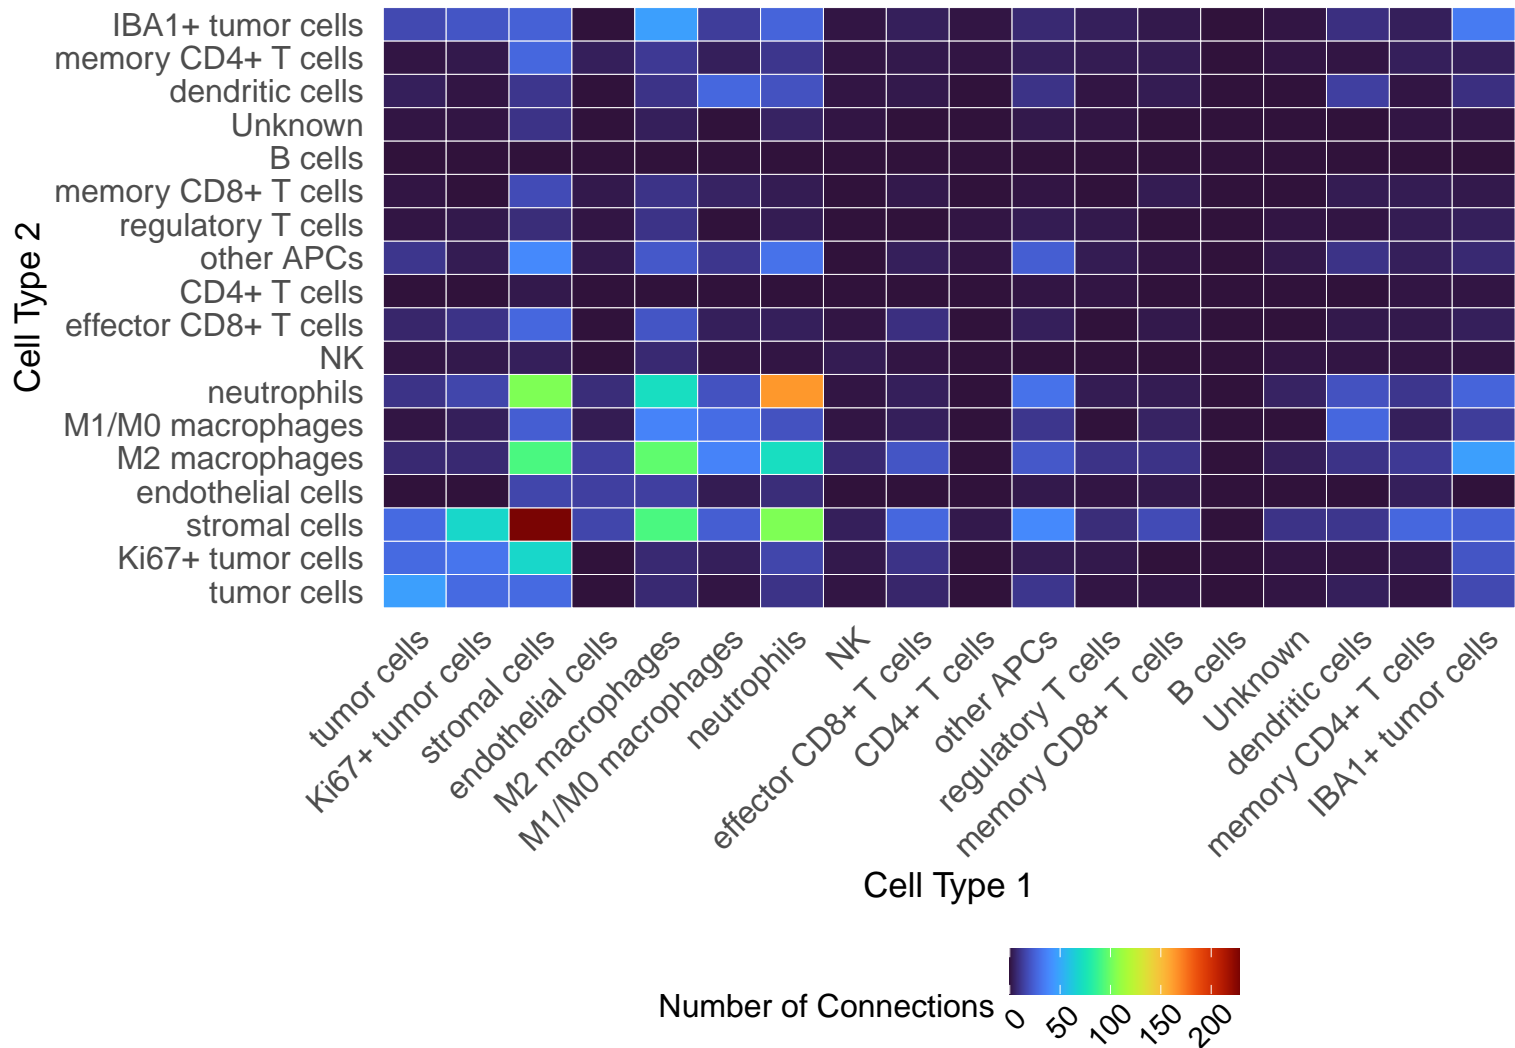 IBA1+ tumor cells
memory CD4+ T cells
dendritic cells
Unknown
B cells
memory CD8+ T cells
regulatory T cells
other APCs
CD4+ T cells
effector CD8+ T cells
NK
neutrophils
M1/M0 macrophages
M2 macrophages
endothelial cells
stromal cells
Ki67+ tumor cells
tumor cells
Cell Type 2
tumor cells
Ki67+ tumor cells
stromal cells
endothelial cells
M2 macrophages
M1/M0 macrophages
neutrophils
NK
effector CD8+ T cells
CD4+ T cells
other APCs
regulatory T cells
memory CD8+ T cells
B cells
Unknown
dendritic cells
memory CD4+ T cells
IBA1+ tumor cells
Cell Type 1
Number of Connections
0 50 100 150 200